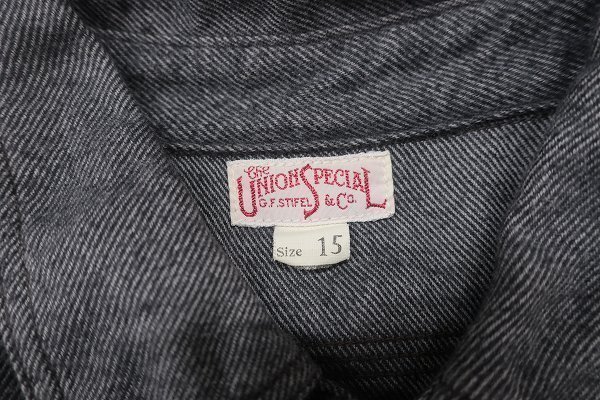 The
UNION SPECIAL
G.F.STIFEL & Co.
Size 15